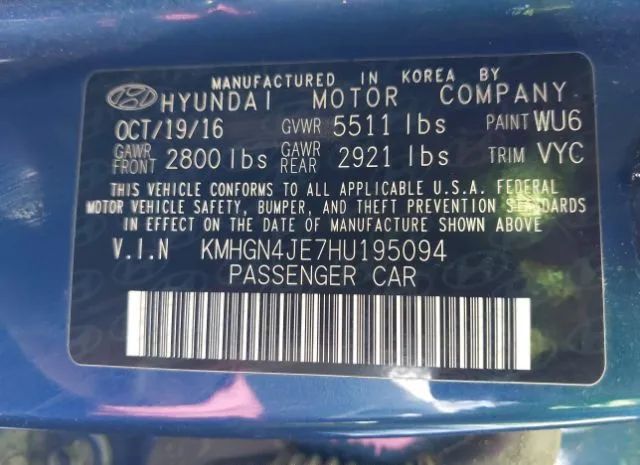 MANUFACTURED IN KOREA BY
HYUNDAI MOTOR COMPANY
OCT/19/16 GVWR 5511 lbs PAINT WU6
GAWR FRONT 2800 lbs GAWR REAR 2921 lbs TRIM VYC
THIS VEHICLE CONFORMS TO ALL APPLICABLE U.S.A. FEDERAL
MOTOR VEHICLE SAFETY, BUMPER, AND THEFT PREVENTION STANDARDS
IN EFFECT ON THE DATE OF MANUFACTURE SHOWN ABOVE
V.I.N KMHGN4JE7HU195094
PASSENGER CAR